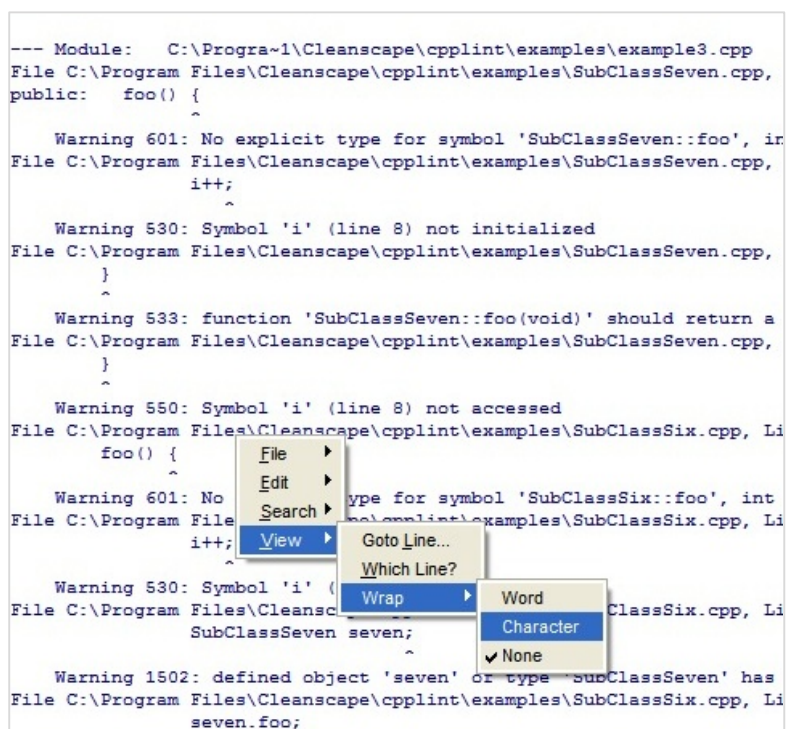 --- Module:   C:\Progra~1\Cleanscape\cpplint\examples\example3.cpp
File C:\Program Files\Cleanscape\cpplint\examples\SubClassSeven.cpp,
public:   foo() {
^
Warning 601: No explicit type for symbol 'SubClassSeven::foo', in
File C:\Program Files\Cleanscape\cpplint\examples\SubClassSeven.cpp,
i++;
^
Warning 530: Symbol 'i' (line 8) not initialized
File C:\Program Files\Cleanscape\cpplint\examples\SubClassSeven.cpp,
}
^
Warning 533: function 'SubClassSeven::foo(void)' should return a
File C:\Program Files\Cleanscape\cpplint\examples\SubClassSeven.cpp,
}
^
Warning 550: Symbol 'i' (line 8) not accessed
File C:\Program Files\Cleanscape\cpplint\examples\SubClassSix.cpp, Li
foo() {
^
Warning 601: No ype for symbol 'SubClassSix::foo', int
File C:\Program File examples\SubClassSix.cpp, Li
i++;
^
Warning 530: Symbol 'i' (
File C:\Program Files\Cleansc ClassSix.cpp, Li
SubClassSeven seven;
^
Warning 1502: defined object 'seven' of type 'SubClassSeven' has
File C:\Program Files\Cleanscape\cpplint\examples\SubClassSix.cpp, Li
seven.foo;
File
Edit
Search
View
Goto Line...
Which Line?
Wrap
Word
Character
✓ None